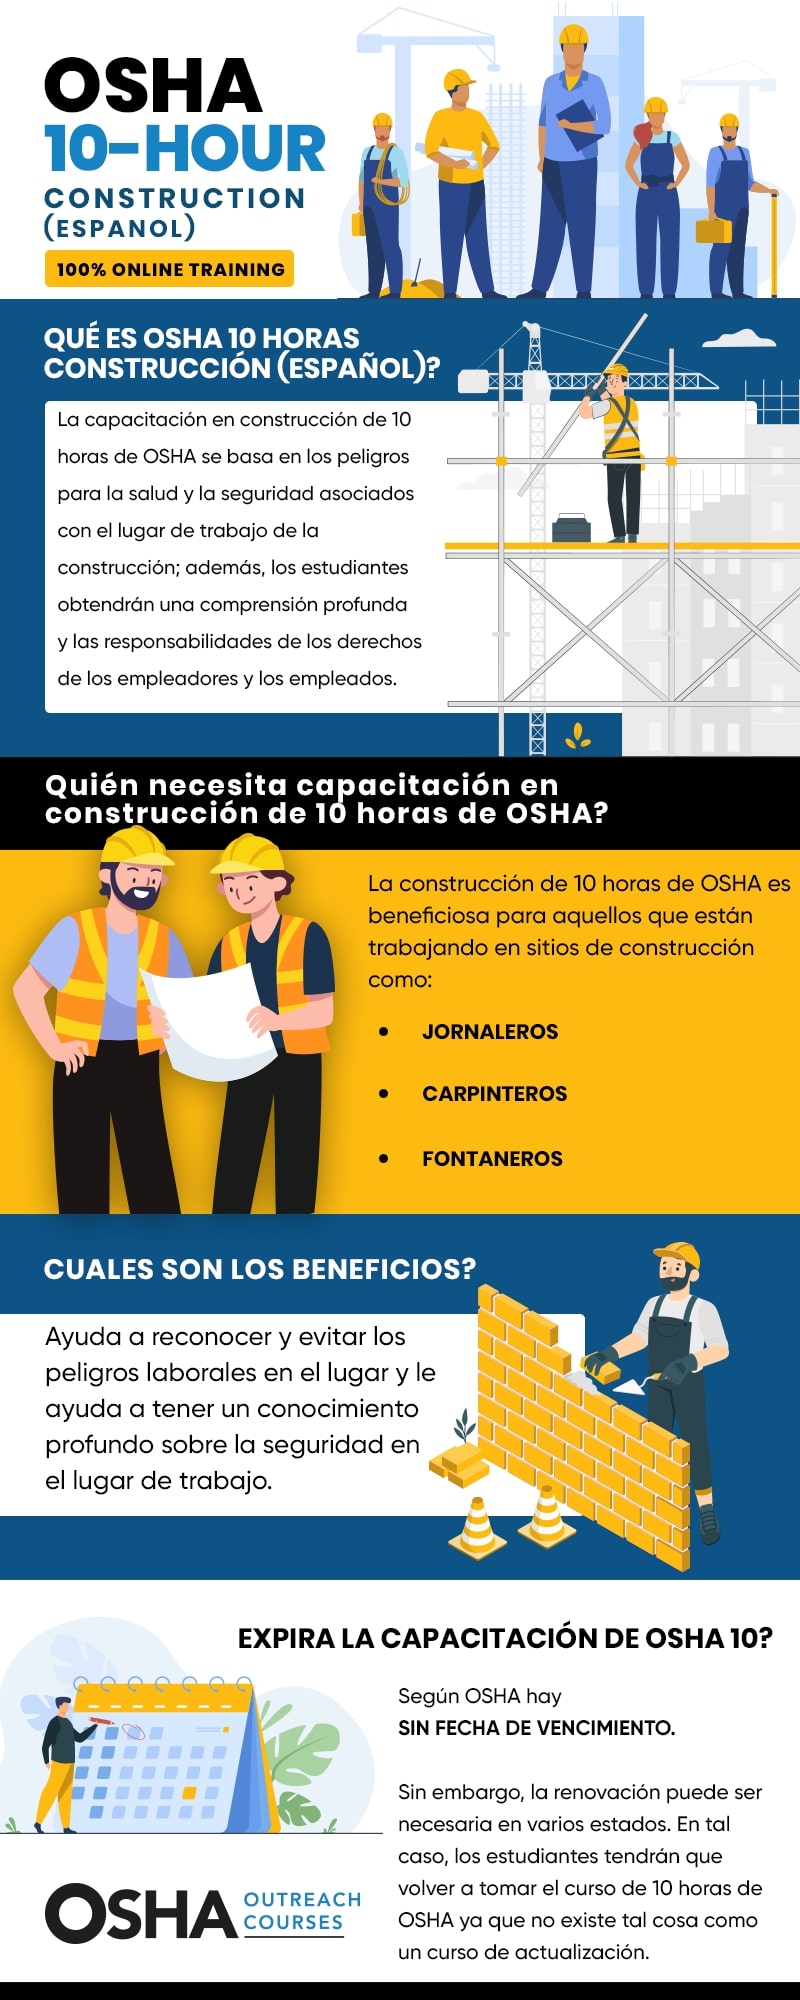 OSHA
10-HOUR
CONSTRUCTION
(ESPANOL)
100% ONLINE TRAINING
QUÉ ES OSHA 10 HORAS
CONSTRUCCIÓN (ESPAÑOL)?
La capacitación en construcción de 10
horas de OSHA se basa en los peligros
para la salud y la seguridad asociados
con el lugar de trabajo de la
construcción; además, los estudiantes
obtendrán una comprensión profunda
y las responsabilidades de los derechos
de los empleadores y los empleados.
Quién necesita capacitación en
construcción de 10 horas de OSHA?
La construcción de 10 horas de OSHA es
beneficiosa para aquellos que están
trabajando en sitios de construcción
como:
• JORNALEROS
• CARPINTEROS
• FONTANEROS
CUALES SON LOS BENEFICIOS?
Ayuda a reconocer y evitar los
peligros laborales en el lugar y le
ayuda a tener un conocimiento
profundo sobre la seguridad en
el lugar de trabajo.
EXPIRA LA CAPACITACIÓN DE OSHA 10?
Según OSHA hay
SIN FECHA DE VENCIMIENTO.
Sin embargo, la renovación puede ser
necesaria en varios estados. En tal
caso, los estudiantes tendrán que
volver a tomar el curso de 10 horas de
OSHA ya que no existe tal cosa como
un curso de actualización.
OSHA OUTREACH
COURSES